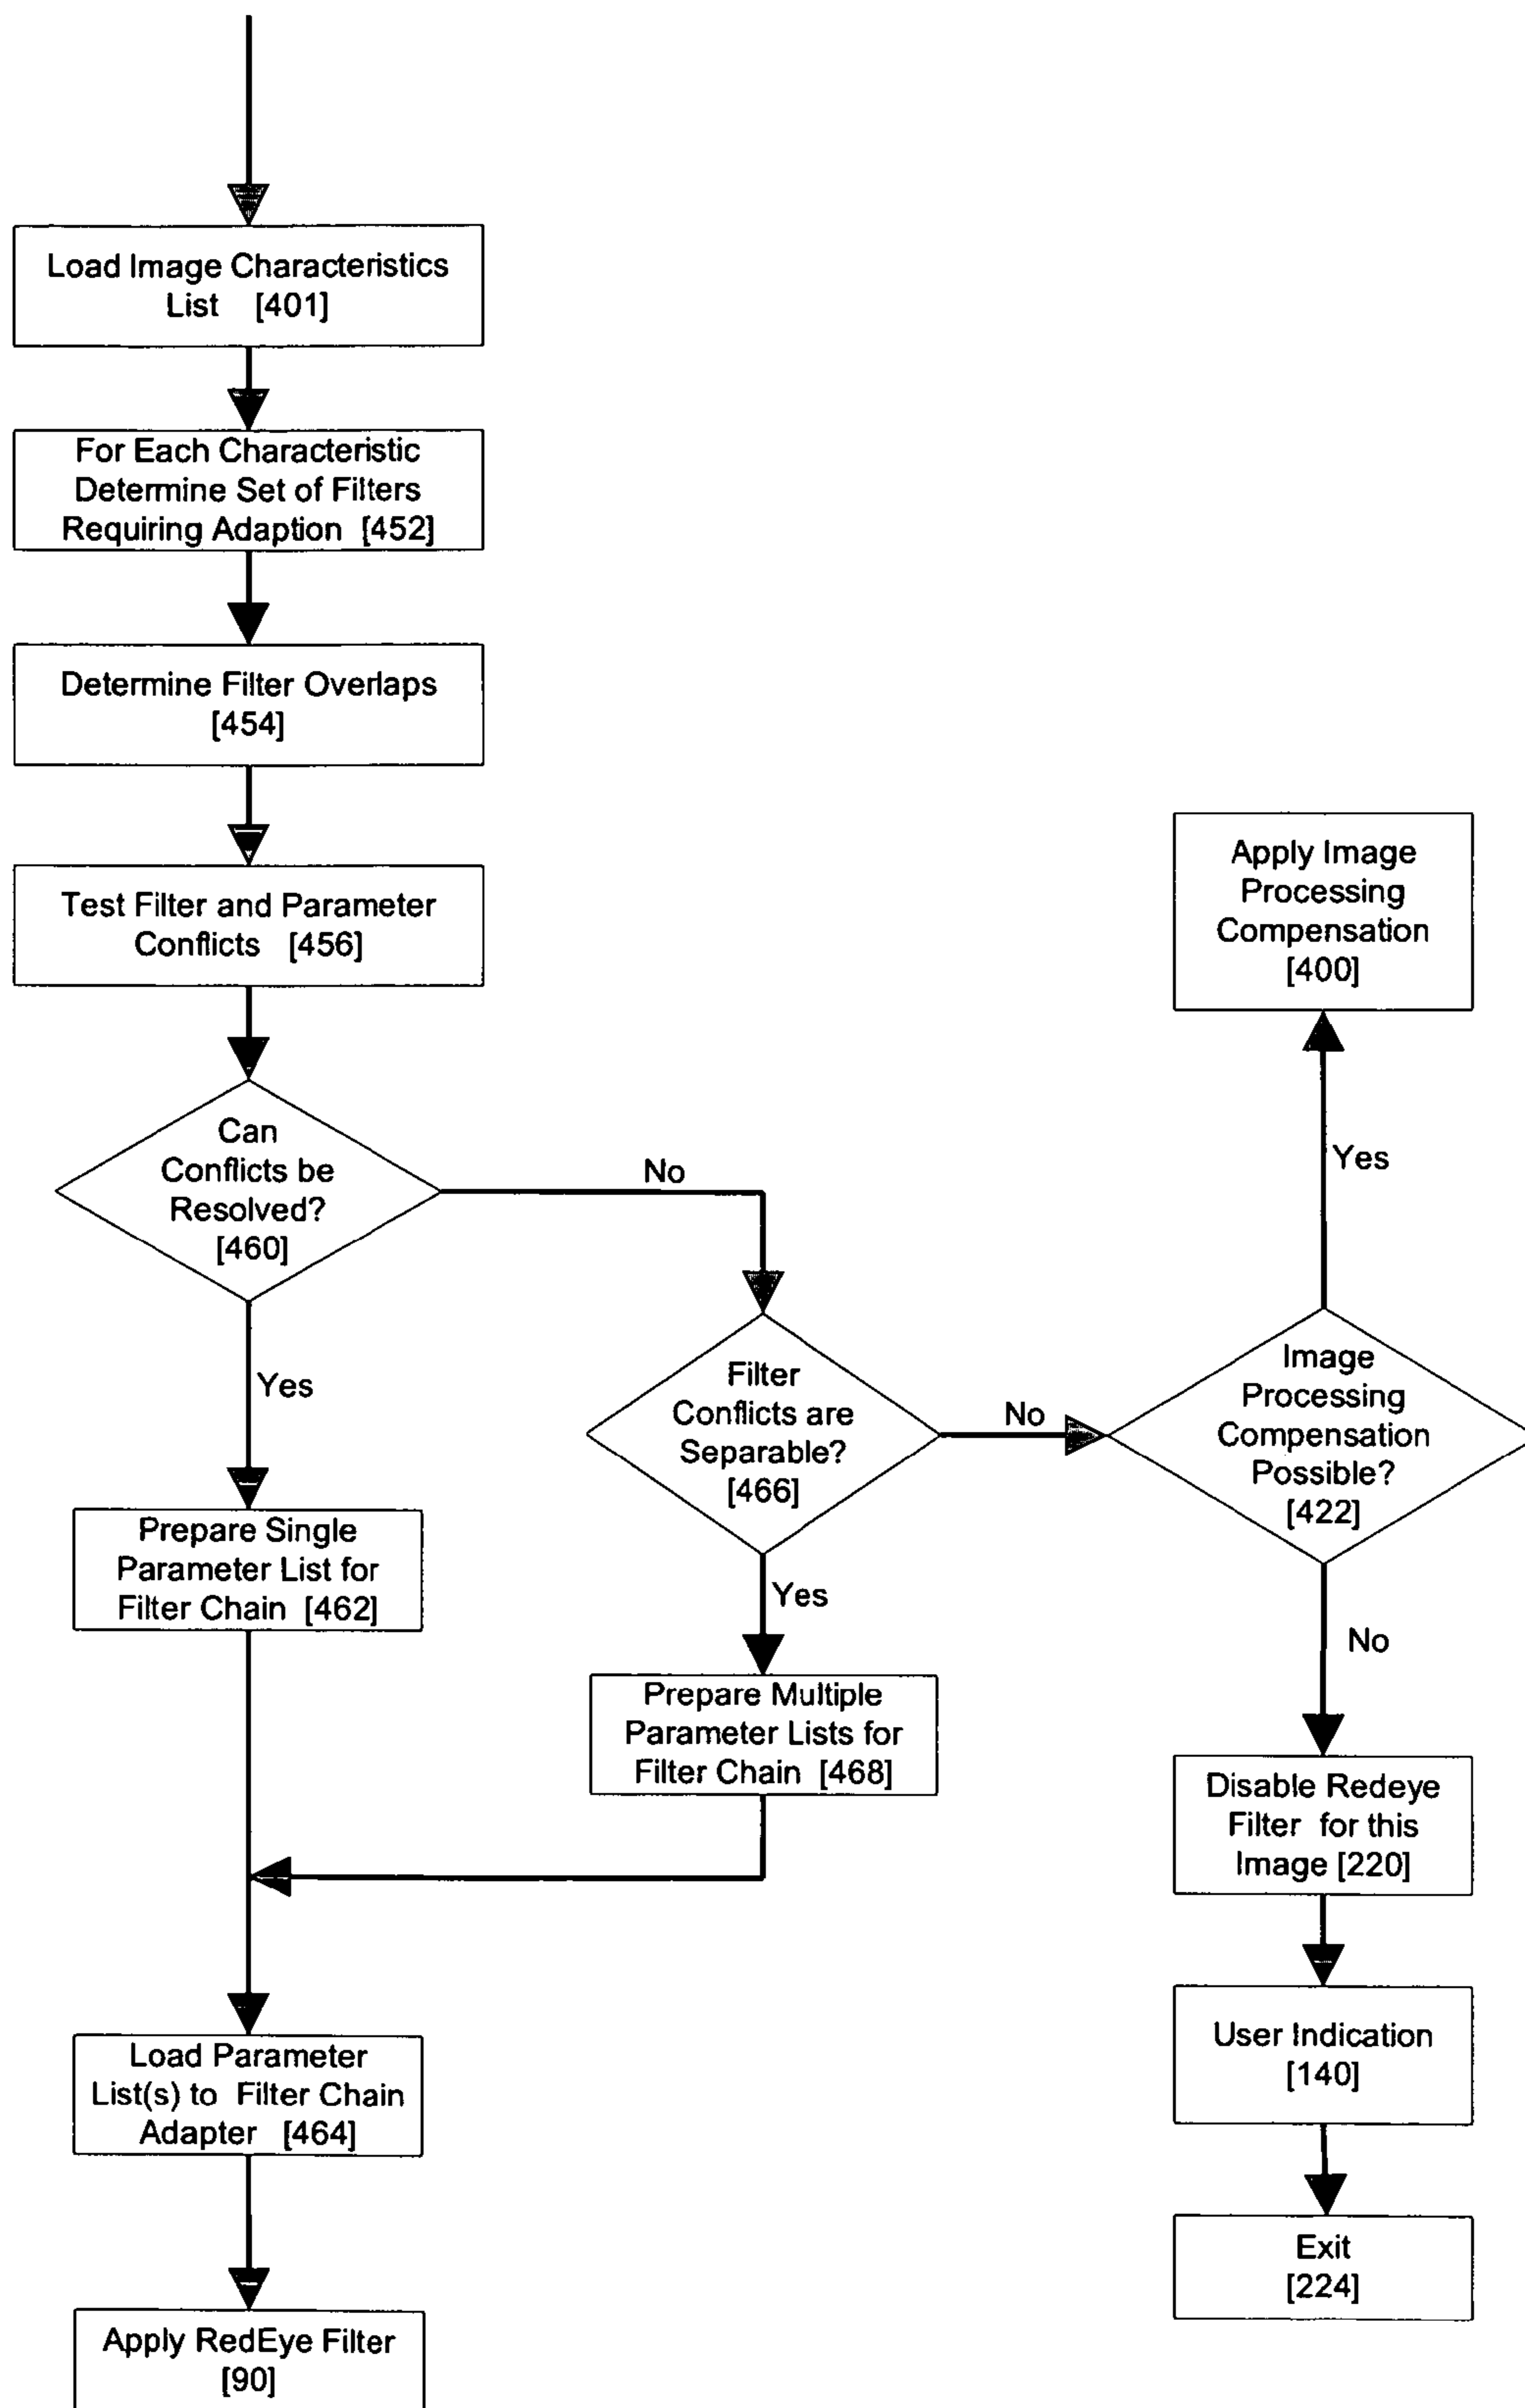 Load Image Characteristics
List [401]
For Each Characteristic
Determine Set of Filters
Requiring Adaption [452]
Determine Filter Overlaps
[454]
Test Filter and Parameter
Conflicts [456]
Can
Conflicts be
Resolved?
[460]
No
Yes
Filter
Conflicts are
Separable?
[466]
No
Yes
Image
Processing
Compensation
Possible?
[422]
Yes
Apply Image
Processing
Compensation
[400]
No
Prepare Single
Parameter List for
Filter Chain [462]
Prepare Multiple
Parameter Lists for
Filter Chain [468]
Load Parameter
List(s) to Filter Chain
Adapter [464]
Apply RedEye Filter
[90]
Disable Redeye
Filter for this
Image [220]
User Indication
[140]
Exit
[224]